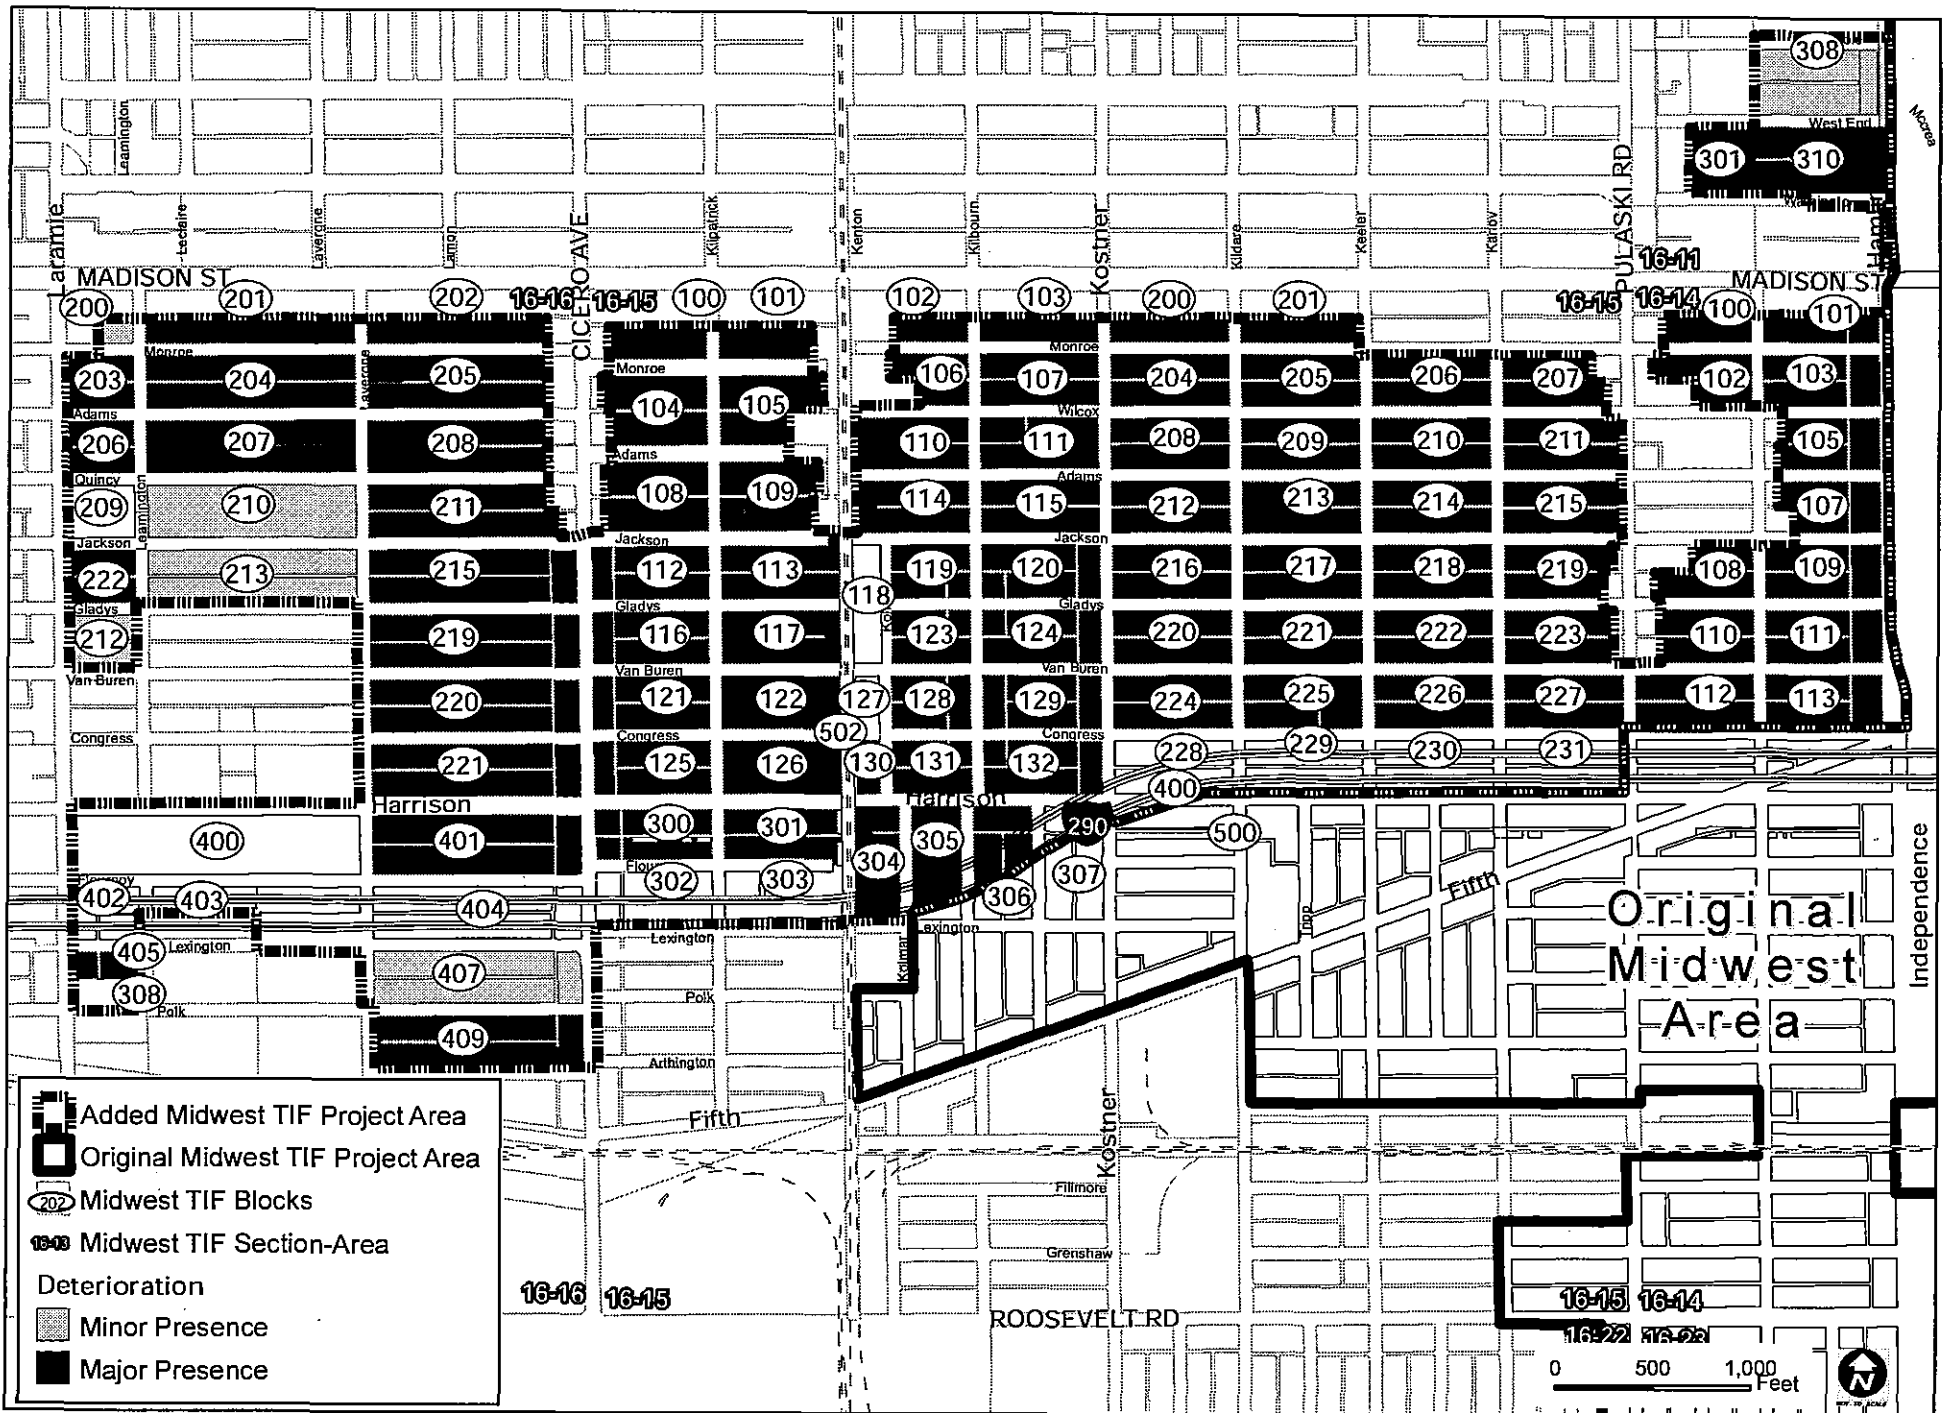 308
West End
Mccrea
301 310
Leamington
PULASKI RD
Laramie
Leclaire
Lavergne
Lamon
CICERO AVE
Kilpatrick
Kenton
Kilbourn
Kostner
Kildare
Keeler
Karlov
16-11
MADISON ST
MADISON ST
200 201 202 16-16 16-15 100 101 102 103 200 201 16-15 16-14 100 101
Monroe
Monroe
Monroe
203 204 Lavergne 205 104 105 106 107 204 205 206 207 102 103
Adams
Wilcox
206 207 208 110 111 208 209 210 211 105
Adams
Quincy
Adams
209 Leamington 210 211 108 109 114 115 212 213 214 215 107
Jackson
Jackson
Jackson
222 213 215 112 113 118 119 120 216 217 218 219 108 109
Gladys
Gladys
Gladys
212 219 116 117 123 124 220 221 222 223 110 111
Van Buren
Van Buren
Van Buren
220 121 122 127 128 129 224 225 226 227 112 113
Congress
Congress
502
Congress
221 125 126 130 131 132 228 229 230 231
Harrison
Harrison
400
400 401 300 301 304 305 290 500
302 303 306 307
Fifth
402 403 404
Independence
Original
Midwest
Area
405 Lexington
Lexington
Tripp
Kolmar
407
308 Polk
Polk
409
Arthington
Fifth
Kostner
Fillmore
Grenshaw
16-16 16-15
ROOSEVELT RD
16-15 16-14
16-22 16-23
Added Midwest TIF Project Area
Original Midwest TIF Project Area
202 Midwest TIF Blocks
16-13 Midwest TIF Section-Area
Deterioration
Minor Presence
Major Presence
0 500 1,000
Feet
N
NOT TO SCALE